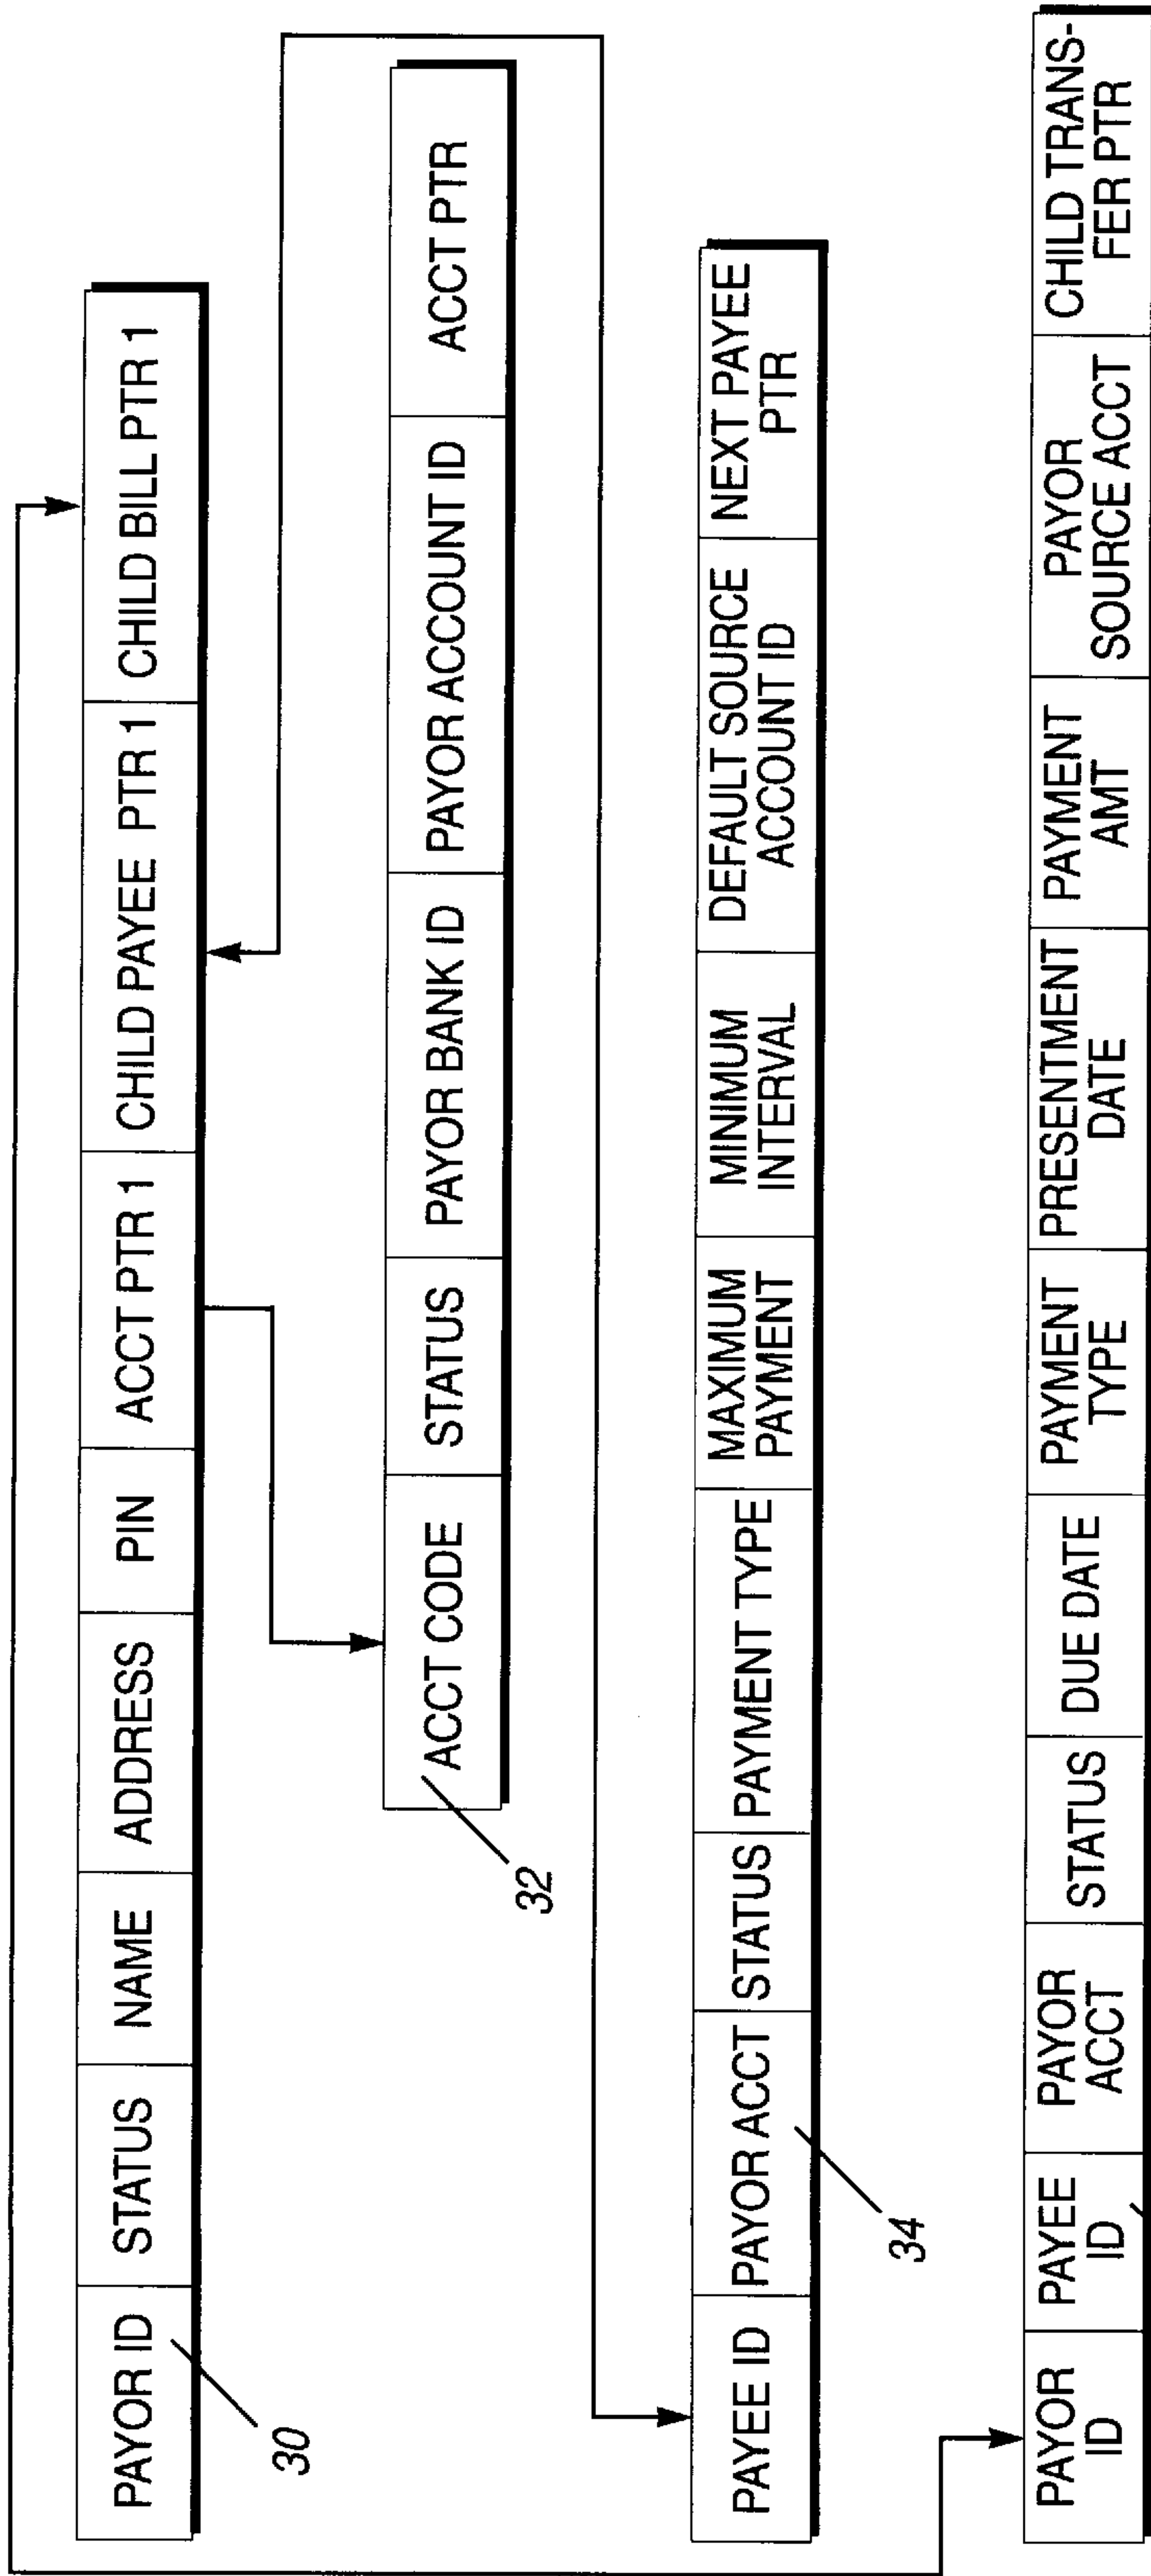 PAYOR ID
STATUS
NAME
ADDRESS
PIN
ACCT PTR 1
CHILD PAYEE PTR 1
CHILD BILL PTR 1
30
ACCT CODE
STATUS
PAYOR BANK ID
PAYOR ACCOUNT ID
ACCT PTR
32
PAYEE ID
PAYOR ACCT
STATUS
PAYMENT TYPE
MAXIMUM
PAYMENT
MINIMUM
INTERVAL
DEFAULT SOURCE
ACCOUNT ID
NEXT PAYEE
PTR
34
PAYOR
ID
PAYEE
ID
PAYOR
ACCT
STATUS
DUE DATE
PAYMENT
TYPE
PRESENTMENT
DATE
PAYMENT
AMT
PAYOR
SOURCE ACCT
CHILD TRANS-
FER PTR